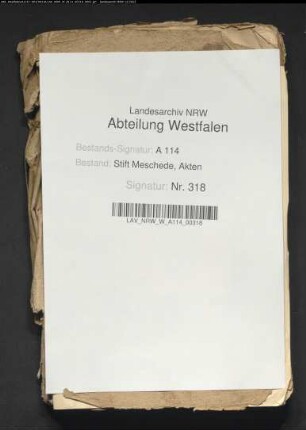 Landesarchiv NRW
Abteilung Westfalen
Bestands-Signatur: A 114
Bestand: Stift Meschede, Akten
Signatur: Nr. 318
LAV_NRW_W_A114_00318